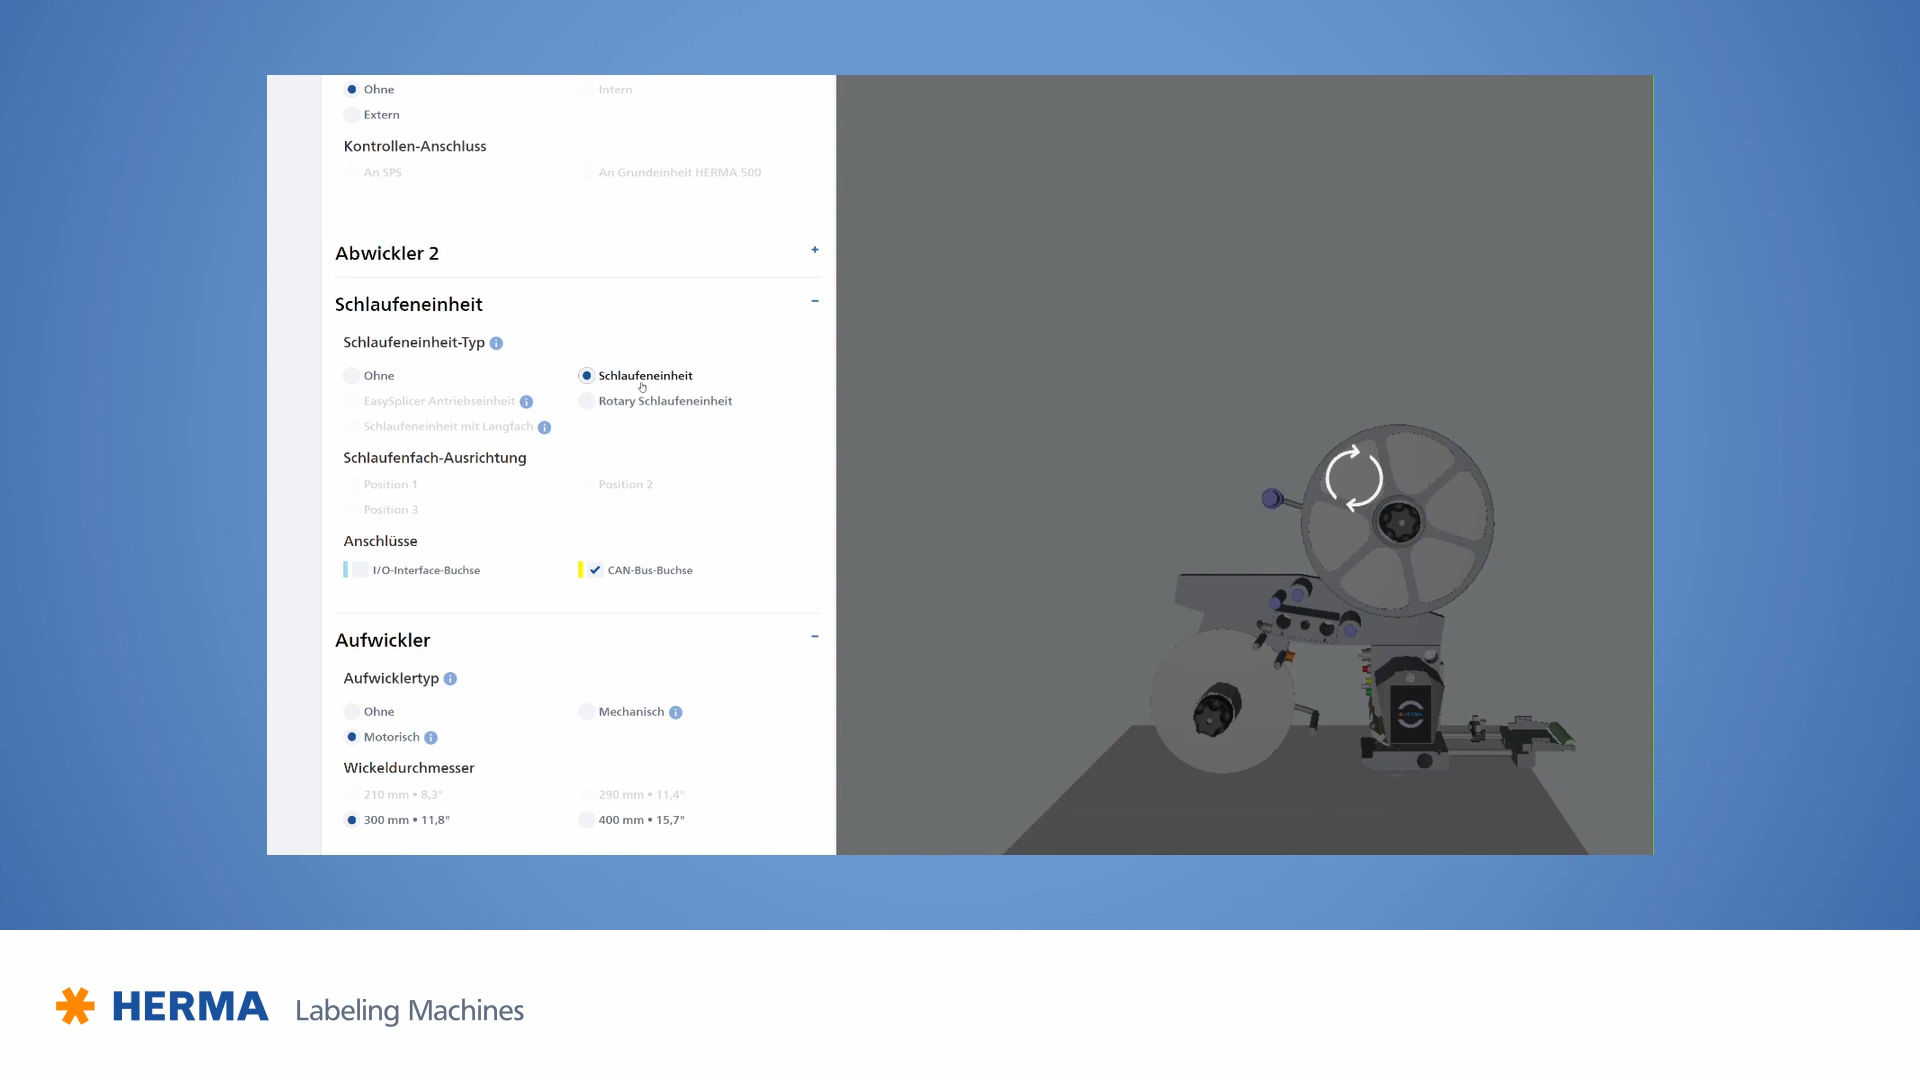 Ohne
Intern
Extern
Kontrollen-Anschluss
An SPS
An Grundeinheit HERMA 500
Abwickler 2
+
Schlaufeneinheit
-
Schlaufeneinheit-Typ i
Ohne
Schlaufeneinheit
EasySplicer Antriebseinheit i
Rotary Schlaufeneinheit
Schlaufeneinheit mit Langfach i
Schlaufenfach-Ausrichtung
Position 1
Position 2
Position 3
Anschlüsse
I/O-Interface-Buchse
CAN-Bus-Buchse
Aufwickler
-
Aufwicklertyp i
Ohne
Mechanisch i
Motorisch i
Wickeldurchmesser
210 mm • 8,3"
290 mm • 11,4"
300 mm • 11,8"
400 mm • 15,7"
HERMA Labeling Machines